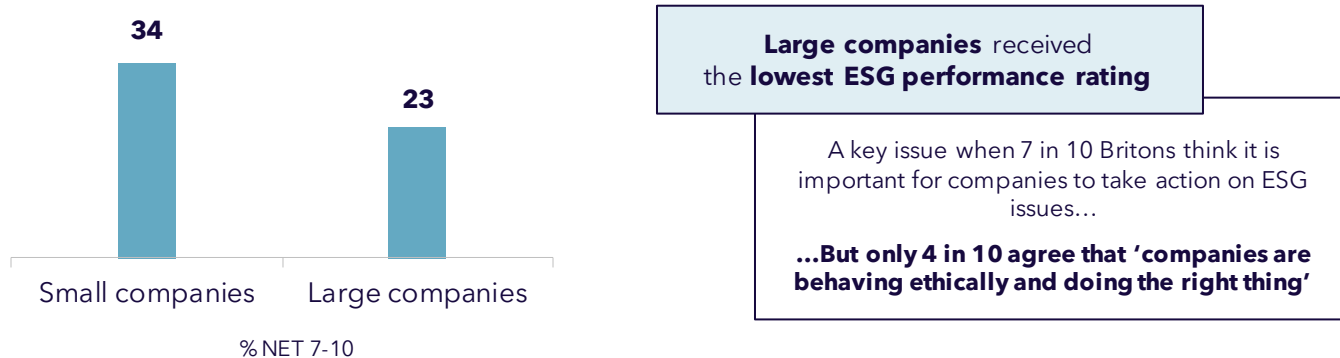 34
23
Small companies
Large companies
% NET 7-10
Large companies received
the lowest ESG performance rating
A key issue when 7 in 10 Britons think it is
important for companies to take action on ESG
issues…
…But only 4 in 10 agree that ‘companies are
behaving ethically and doing the right thing’